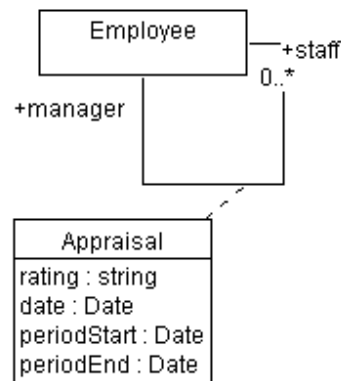 Employee
+staff
0..*
+manager
Appraisal
rating : string
date : Date
periodStart : Date
periodEnd : Date